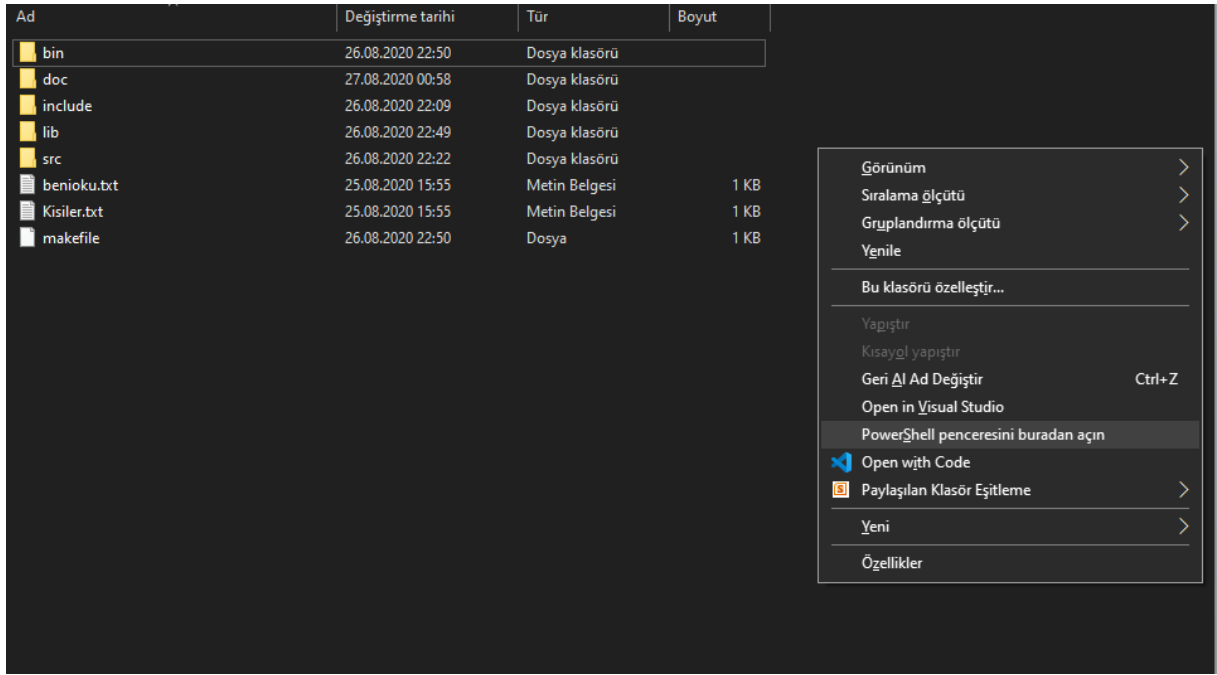 Ad Değiştirme tarihi Tür Boyut
bin 26.08.2020 22:50 Dosya klasörü
doc 27.08.2020 00:58 Dosya klasörü
include 26.08.2020 22:09 Dosya klasörü
lib 26.08.2020 22:49 Dosya klasörü
src 26.08.2020 22:22 Dosya klasörü
benioku.txt 25.08.2020 15:55 Metin Belgesi 1 KB
Kisiler.txt 25.08.2020 15:55 Metin Belgesi 1 KB
makefile 26.08.2020 22:50 Dosya 1 KB
Görünüm
Sıralama ölçütü
Gruplandırma ölçütü
Yenile
Bu klasörü özelleştir...
Yapıştır
Kısayol yapıştır
Geri Al Ad Değiştir Ctrl+Z
Open in Visual Studio
PowerShell penceresini buradan açın
Open with Code
Paylaşılan Klasör Eşitleme
Yeni
Özellikler